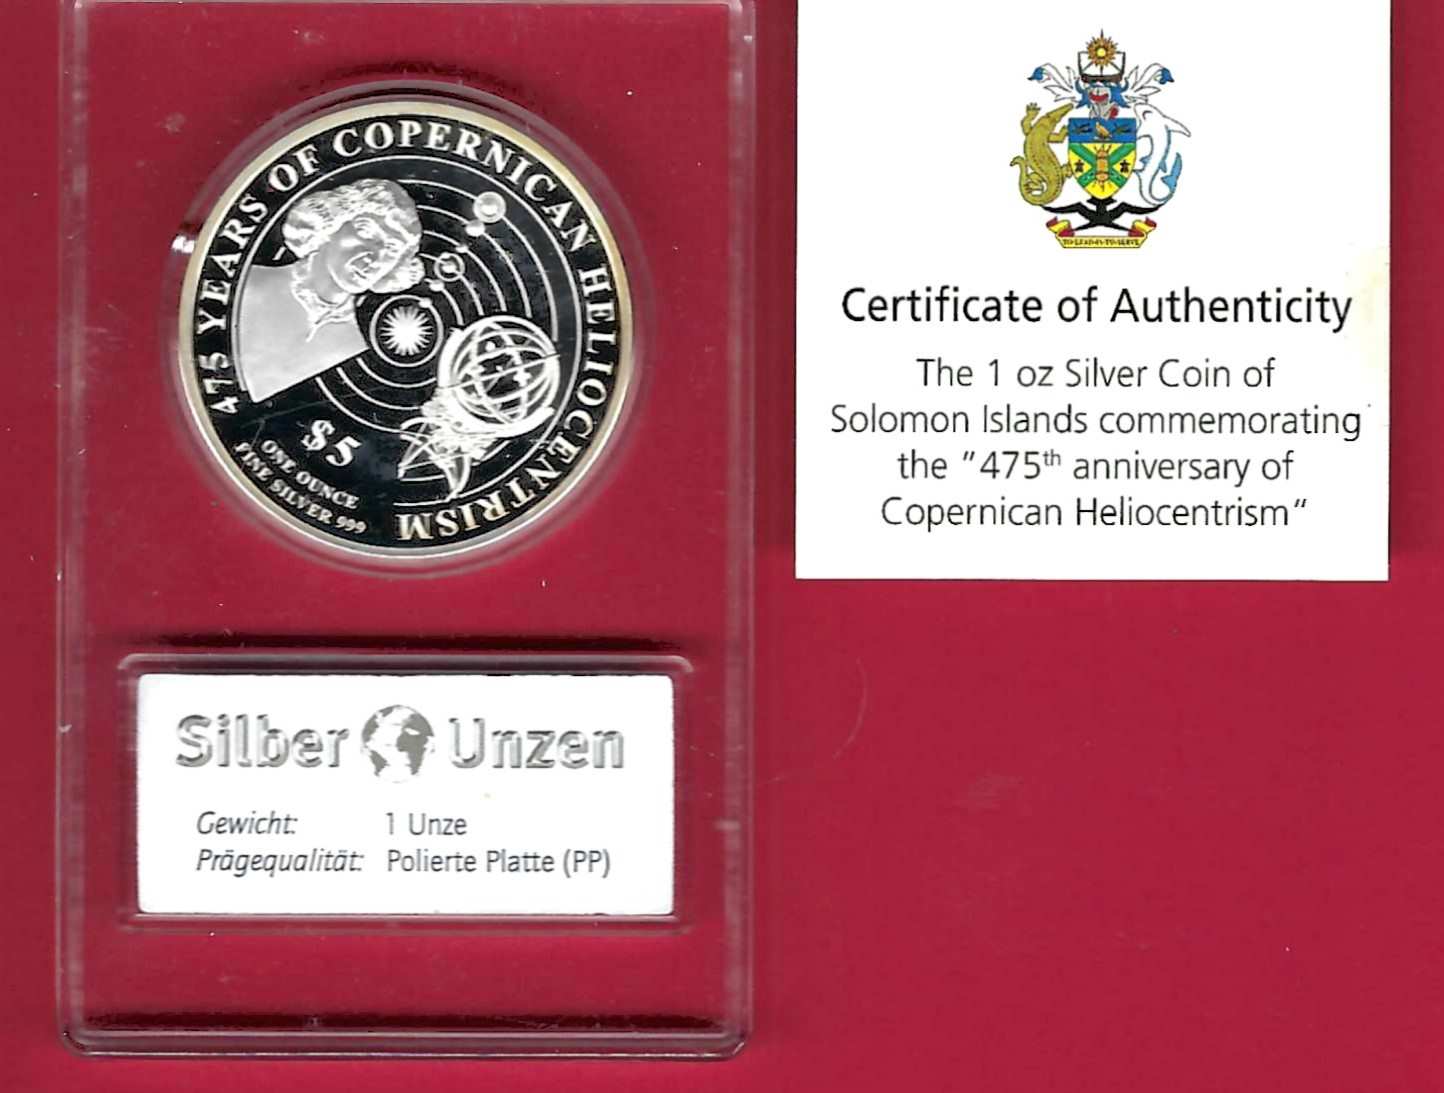 475 YEARS OF COPERNICAN HELIOCENTRISM
$5
ONE OUNCE
FINE SILVER 999
Silber Unzen
Gewicht: 1 Unze
Prägequalität: Polierte Platte (PP)
TO LEAD IS TO SERVE
Certificate of Authenticity
The 1 oz Silver Coin of
Solomon Islands commemorating
the "475th anniversary of
Copernican Heliocentrism"